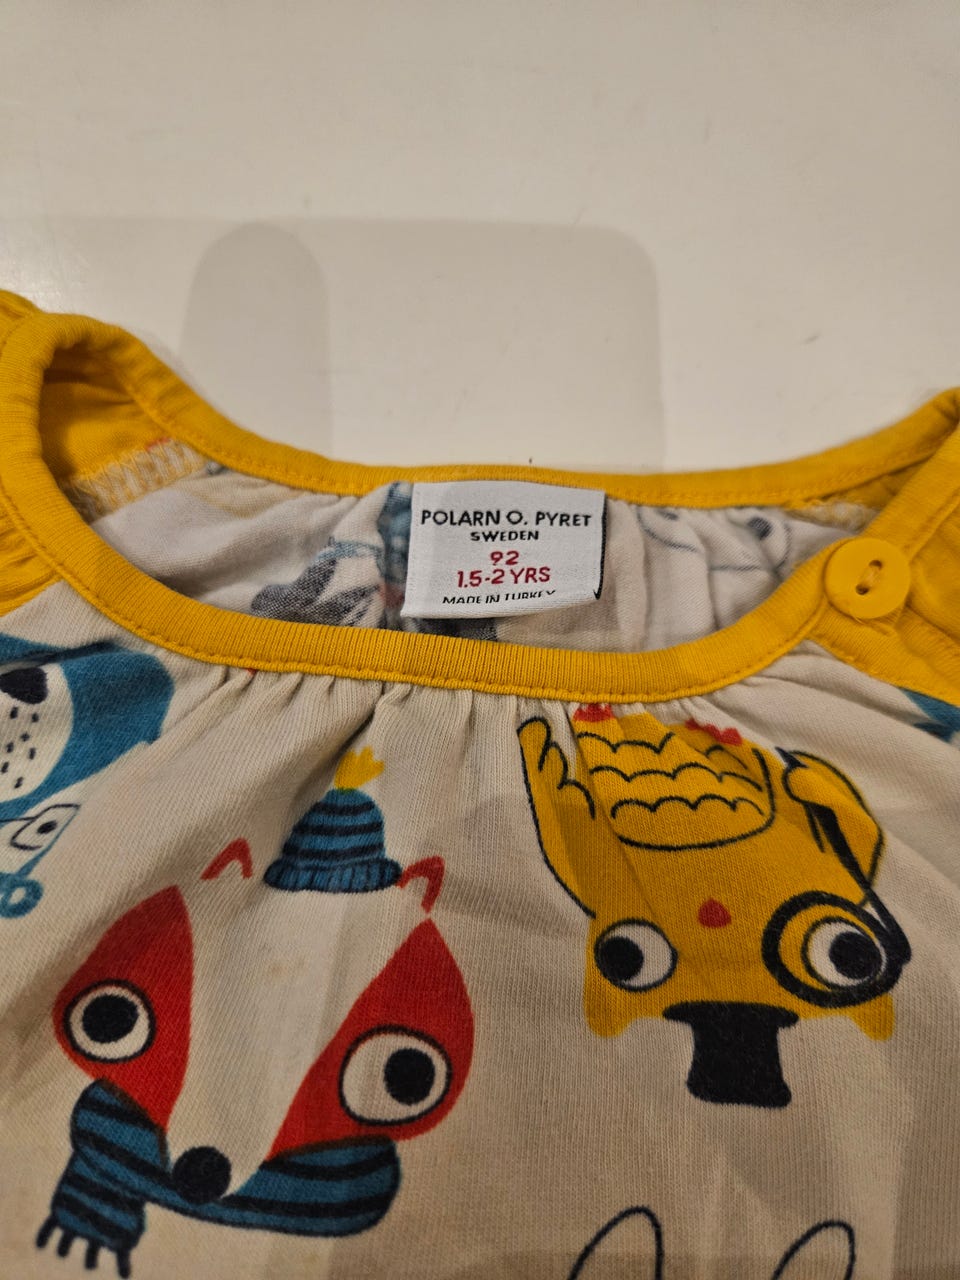 POLARN O. PYRET
SWEDEN
92
1.5-2 YRS
MADE IN TURKEY